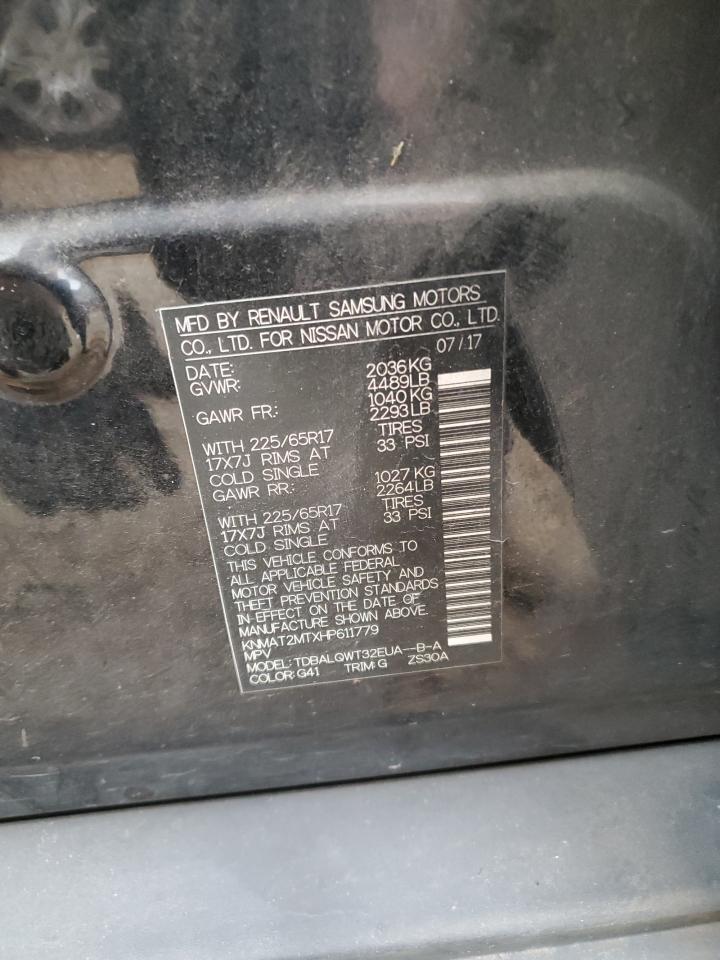 MFD BY RENAULT SAMSUNG MOTORS
CO., LTD. FOR NISSAN MOTOR CO., LTD.
DATE: 07/17
GVWR: 2036KG
4489LB
GAWR FR: 1040 KG
2293LB
WITH 225/65R17 TIRES
17X7J RIMS AT 33 PSI
COLD SINGLE
GAWR RR: 1027 KG
2264LB
WITH 225/65R17 TIRES
17X7J RIMS AT 33 PSI
COLD SINGLE
THIS VEHICLE CONFORMS TO
ALL APPLICABLE FEDERAL
MOTOR VEHICLE SAFETY AND
THEFT PREVENTION STANDARDS
IN EFFECT ON THE DATE OF
MANUFACTURE SHOWN ABOVE.
KNMAT2MTXHP611779
MPV
MODEL: TDBALQWT32EUA--B-A
COLOR: G41 TRIM: G ZS30A